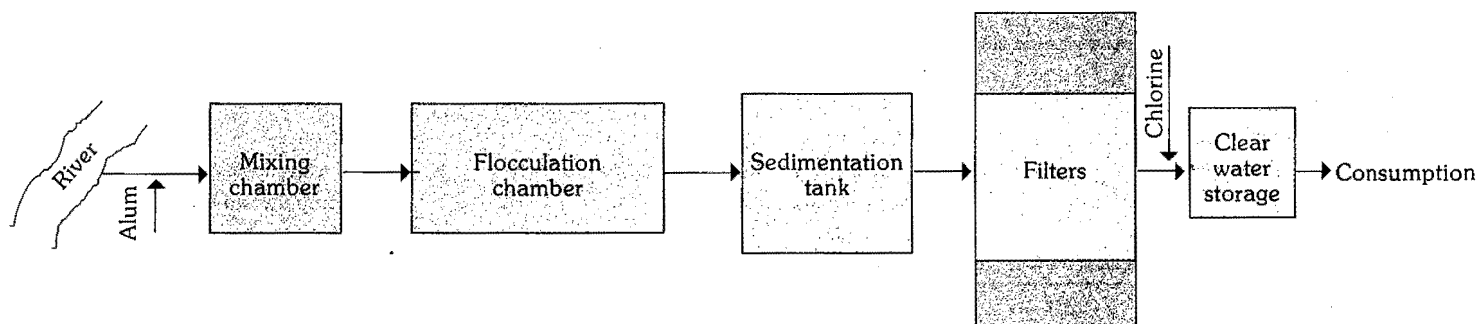 River
Alum
Mixing
chamber
Flocculation
chamber
Sedimentation
tank
Filters
Chlorine
Clear
water
storage
Consumption